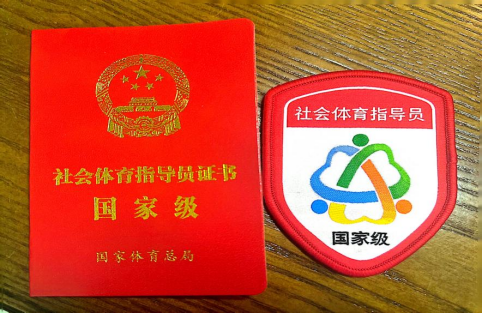 社会体育指导员证书
国家级
国家体育总局
社会体育指导员
国家级